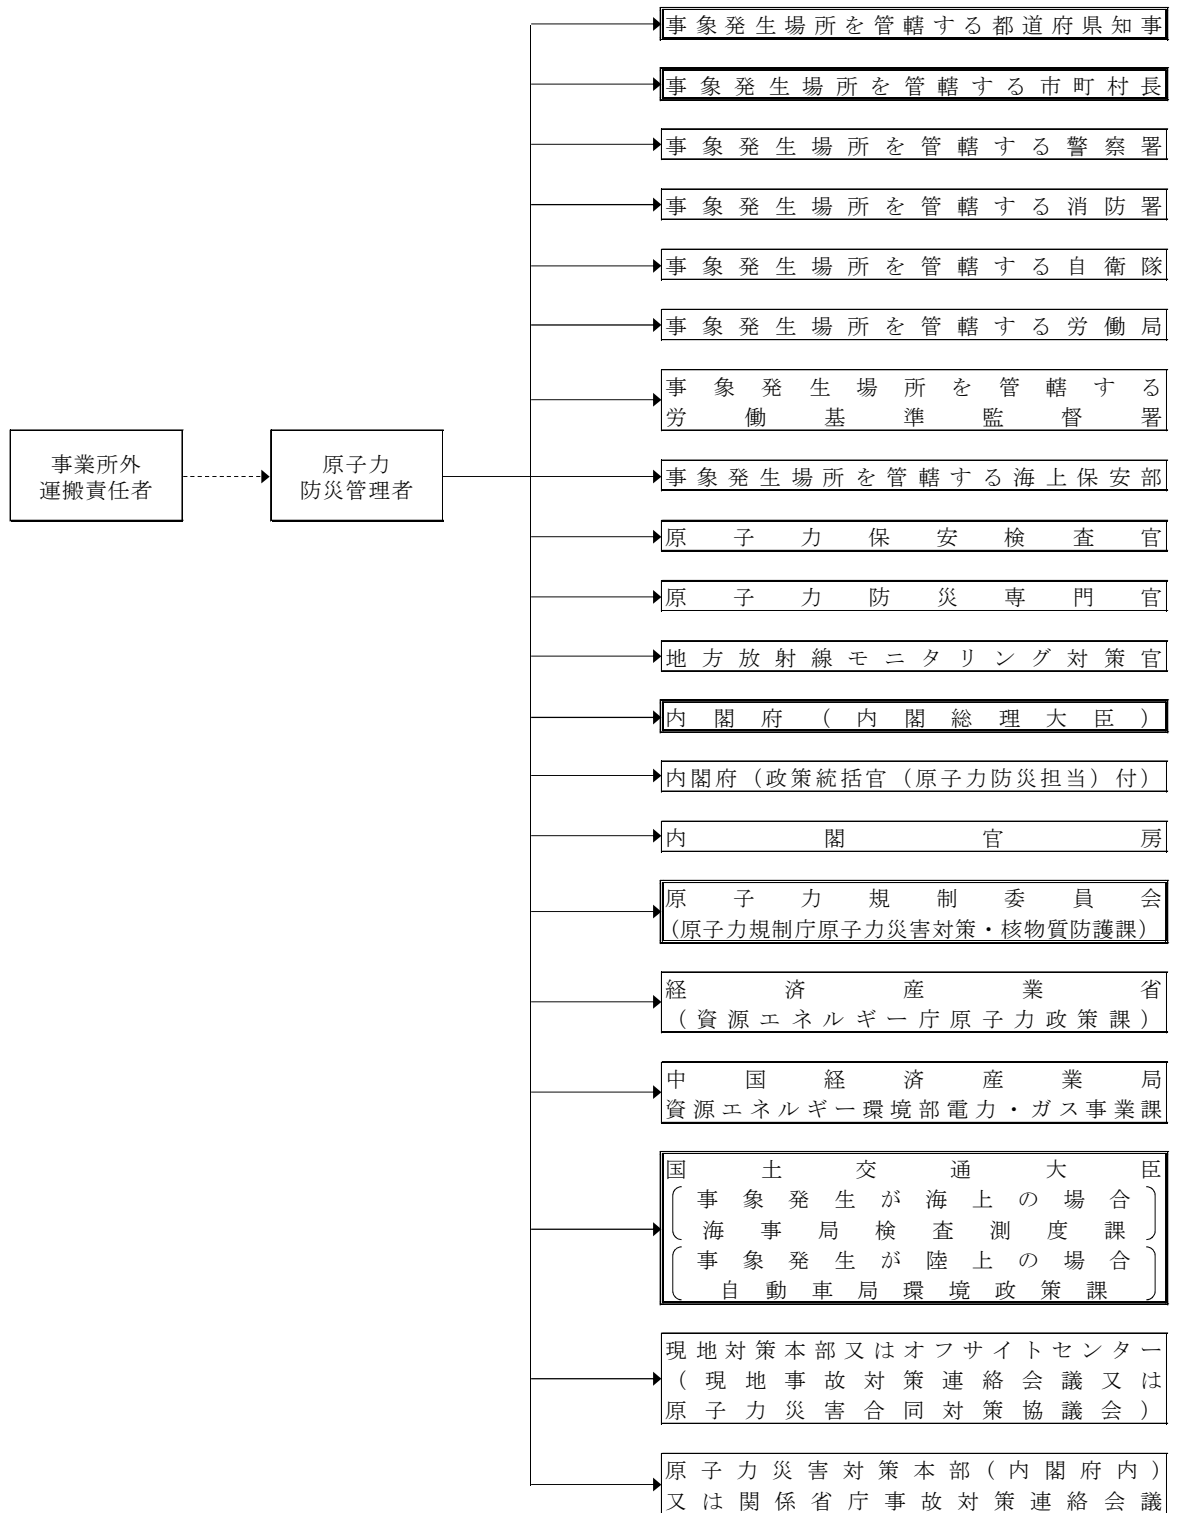 事象発生場所を管轄する都道府県知事
事象発生場所を管轄する市町村長
事象発生場所を管轄する警察署
事象発生場所を管轄する消防署
事象発生場所を管轄する自衛隊
事象発生場所を管轄する労働局
事象発生場所を管轄する
労働基準監督署
事業所外
運搬責任者
原子力
防災管理者
事象発生場所を管轄する海上保安部
原子力保安検査官
原子力防災専門官
地方放射線モニタリング対策官
内閣府（内閣総理大臣）
内閣府（政策統括官（原子力防災担当）付）
内閣官房
原子力規制委員会
（原子力規制庁原子力災害対策・核物質防護課）
経済産業省
（資源エネルギー庁原子力政策課）
中国経済産業局
資源エネルギー環境部電力・ガス事業課
国土交通大臣
事象発生が海上の場合
海事局検査測度課
事象発生が陸上の場合
自動車局環境政策課
現地対策本部又はオフサイトセンター
（現地事故対策連絡会議又は
原子力災害合同対策協議会）
原子力災害対策本部（内閣府内）
又は関係省庁事故対策連絡会議